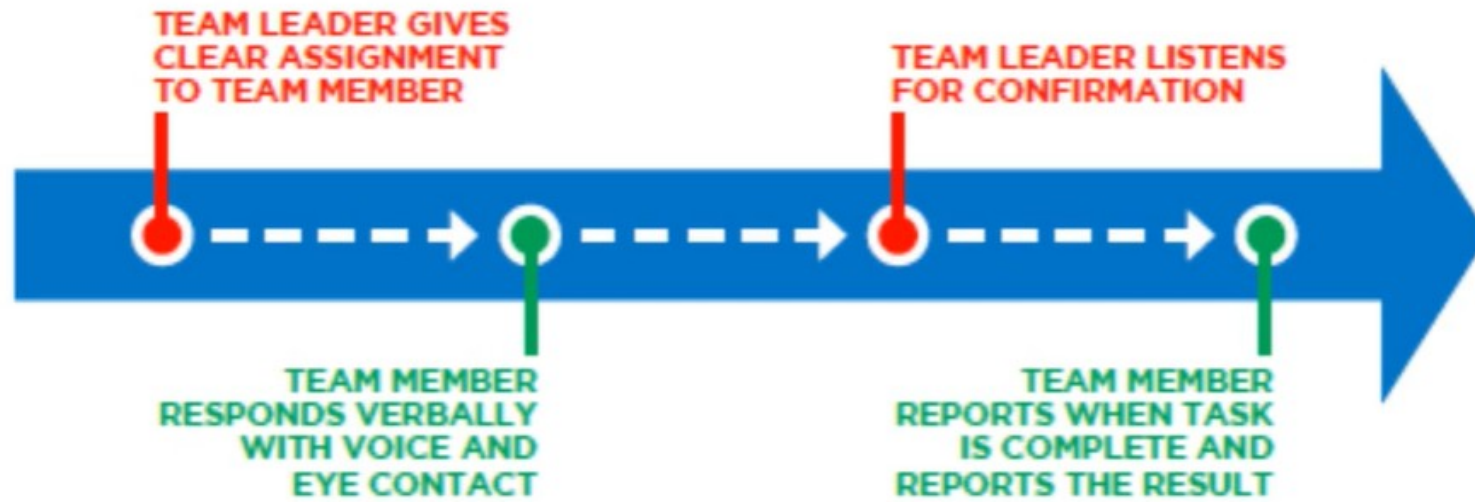 TEAM LEADER GIVES
CLEAR ASSIGNMENT
TO TEAM MEMBER
TEAM MEMBER
RESPONDS VERBALLY
WITH VOICE AND
EYE CONTACT
TEAM LEADER LISTENS
FOR CONFIRMATION
TEAM MEMBER
REPORTS WHEN TASK
IS COMPLETE AND
REPORTS THE RESULT